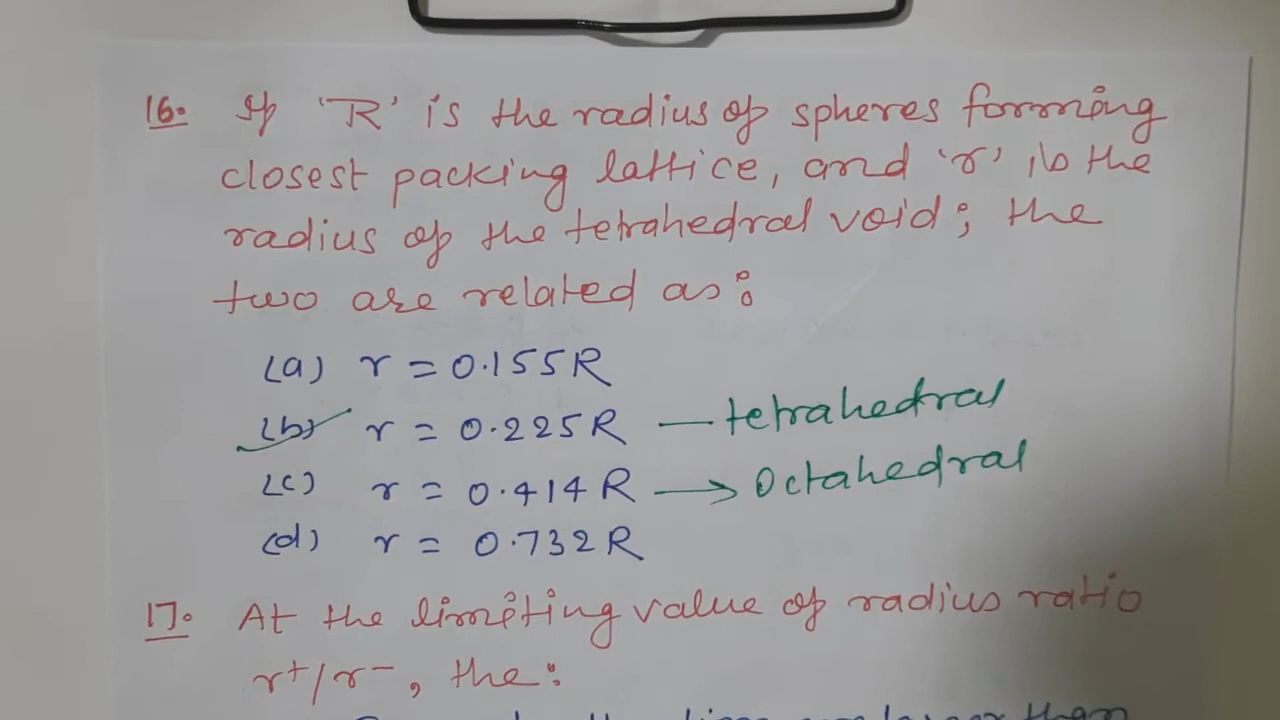 16. If 'R' is the radius of spheres forming
closest packing lattice, and 'r' is the
radius of the tetrahedral void; the
two are related as:
(a) r = 0.155R
(b) r = 0.225R — tetrahedral
(c) r = 0.414R → Octahedral
(d) r = 0.732R
17. At the limiting value of radius ratio
r+/r-, the:
than